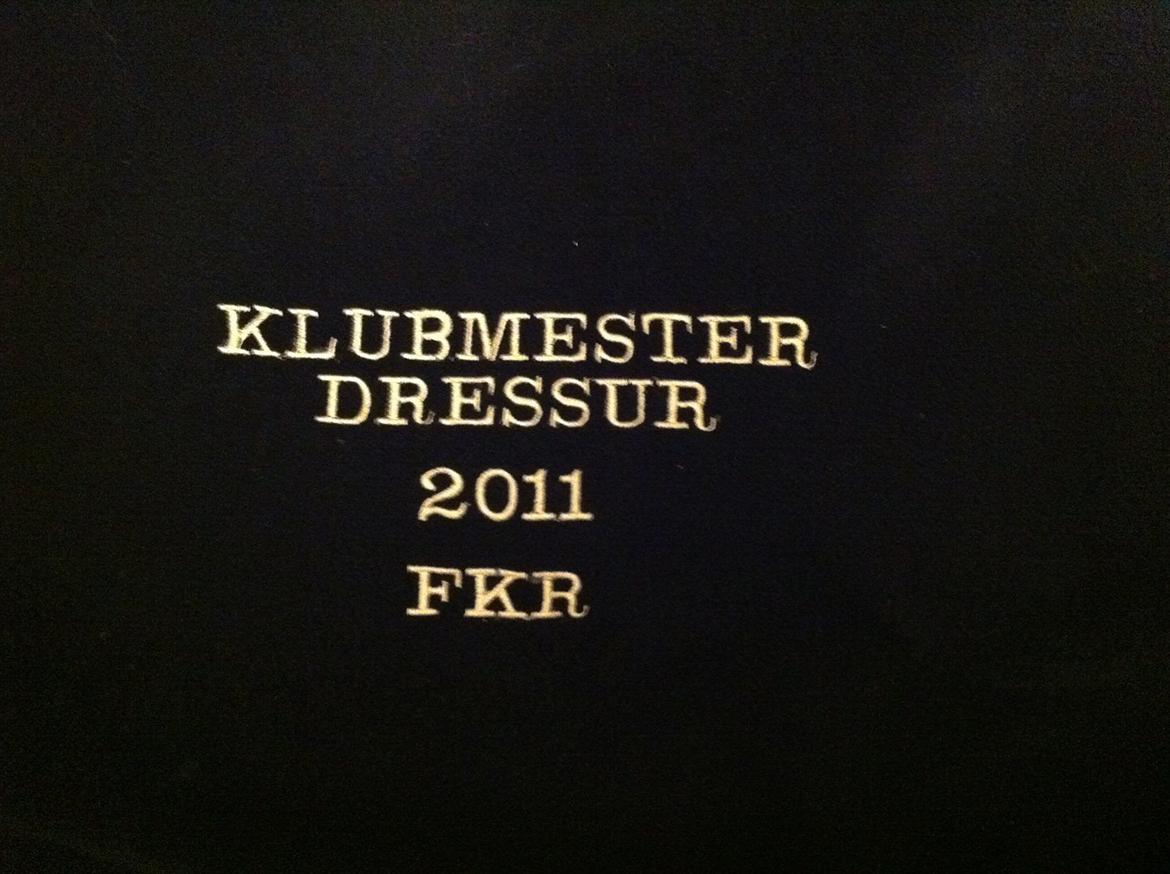 KLUBMESTER
DRESSUR
2011
FKR